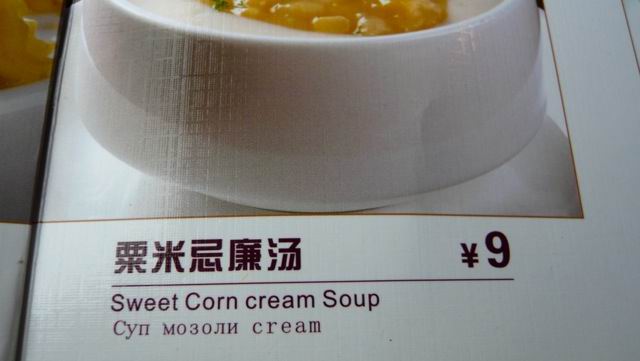 粟米忌廉汤 ¥9
Sweet Corn cream Soup
Суп мозоли cream